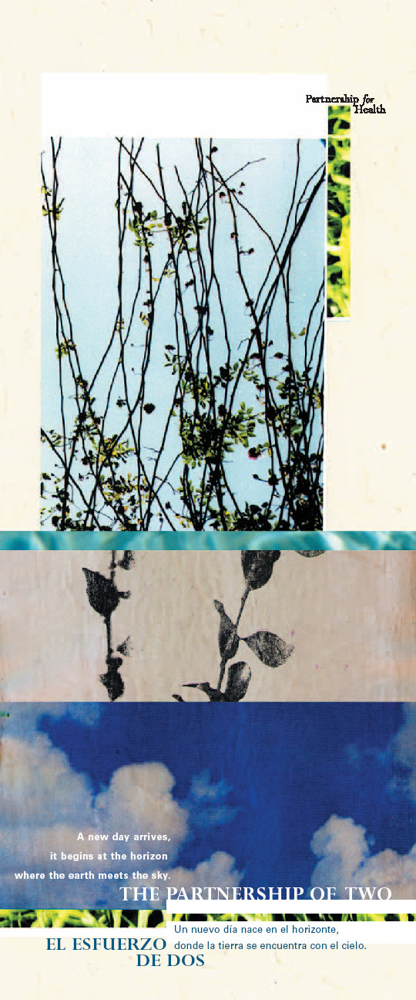 Partnership for
Health
A new day arrives,
it begins at the horizon
where the earth meets the sky.
THE PARTNERSHIP OF TWO
Un nuevo día nace en el horizonte,
donde la tierra se encuentra con el cielo.
EL ESFUERZO
DE DOS